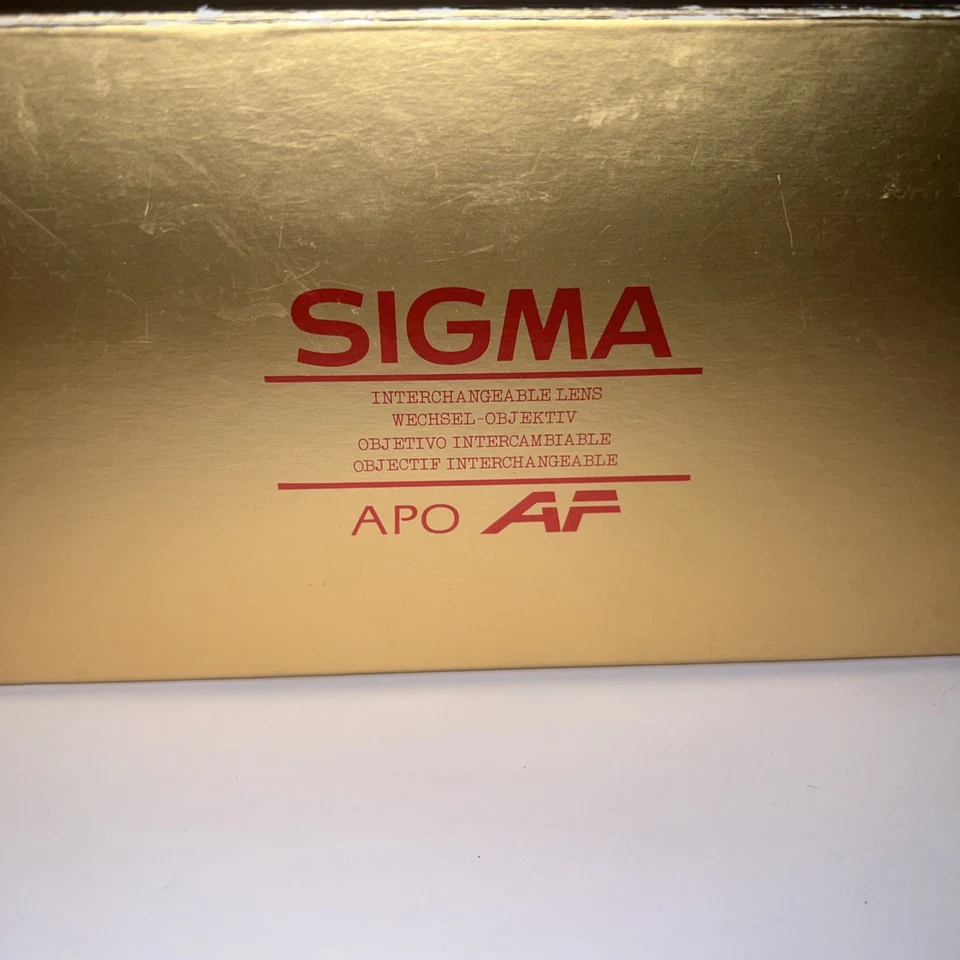 SIGMA
INTERCHANGEABLE LENS
WECHSEL-OBJEKTIV
OBJETIVO INTERCAMBIABLE
OBJECTIF INTERCHANGEABLE
APO AF